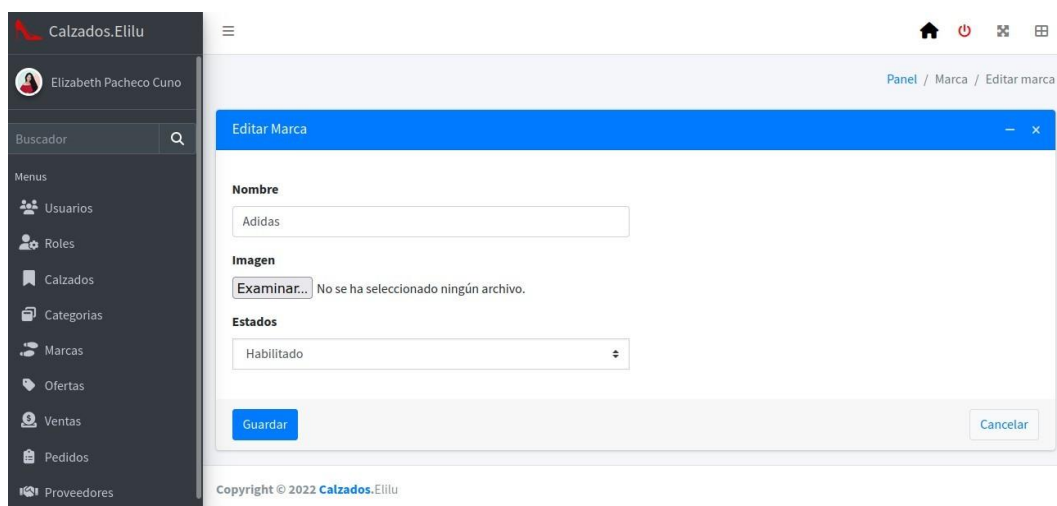 Calzados.Elilu
Elizabeth Pacheco Cuno
Buscador
Menus
Usuarios
Roles
Calzados
Categorias
Marcas
Ofertas
Ventas
Pedidos
Proveedores
Panel / Marca / Editar marca
Editar Marca
Nombre
Adidas
Imagen
Examinar... No se ha seleccionado ningún archivo.
Estados
Habilitado
Guardar
Cancelar
Copyright © 2022 Calzados.Elilu